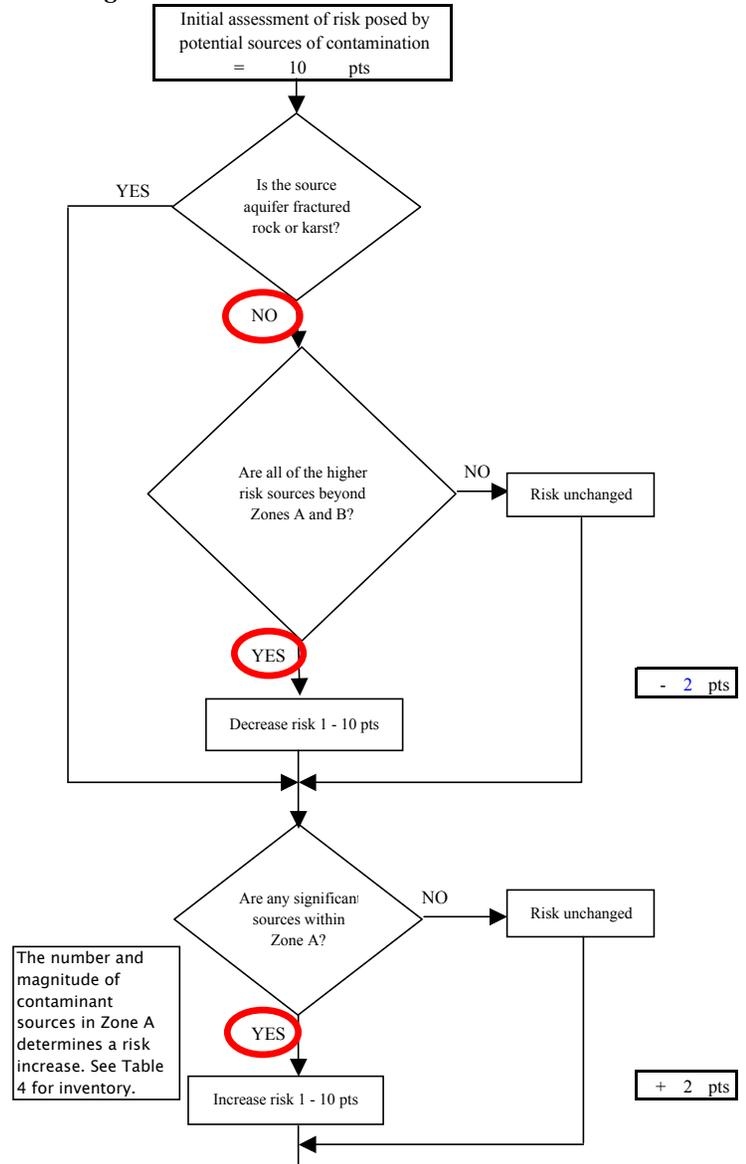 Initial assessment of risk posed by
potential sources of contamination
= 10 pts
YES
Is the source
aquifer fractured
rock or karst?
NO
Are all of the higher
risk sources beyond
Zones A and B?
NO
Risk unchanged
YES
- 2 pts
Decrease risk 1 - 10 pts
Are any significant
sources within
Zone A?
NO
Risk unchanged
The number and
magnitude of
contaminant
sources in Zone A
determines a risk
increase. See Table
4 for inventory.
YES
+ 2 pts
Increase risk 1 - 10 pts